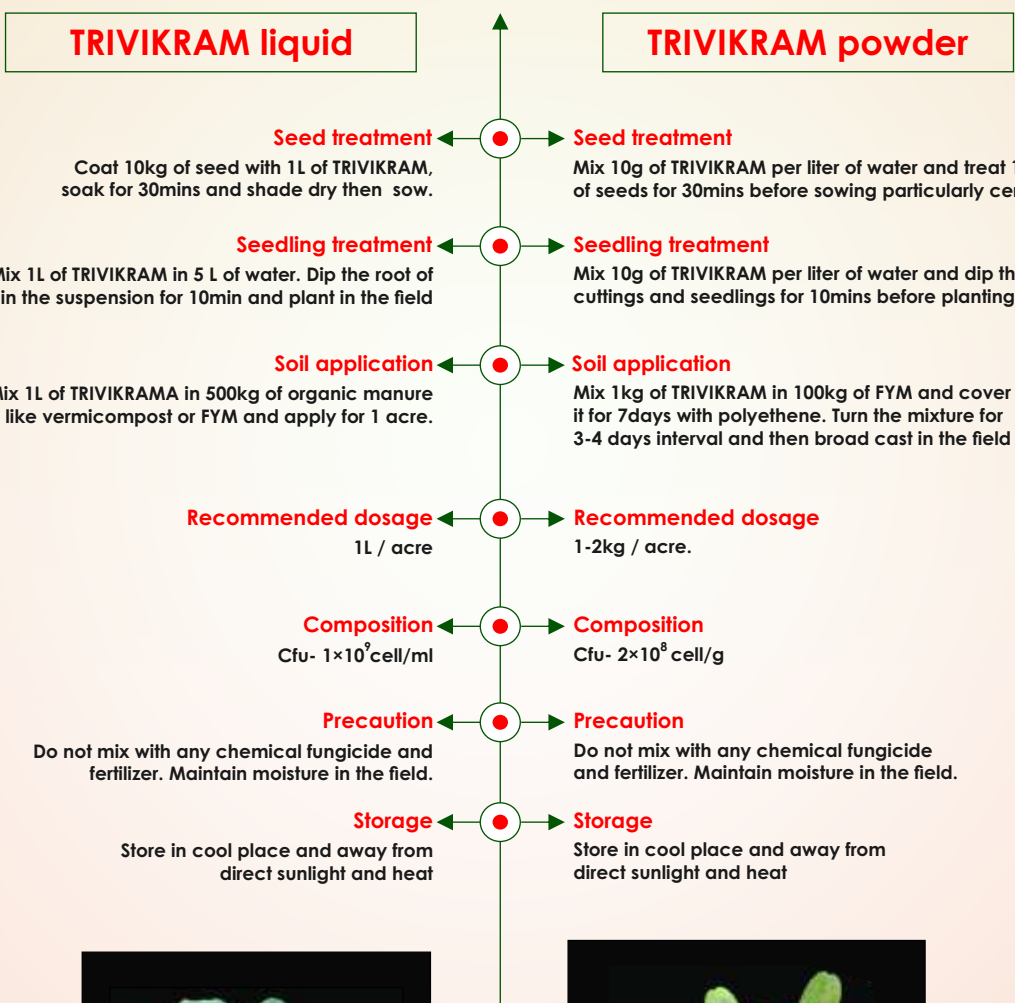 TRIVIKRAM liquid
Seed treatment
Coat 10kg of seed with 1L of TRIVIKRAM,
soak for 30mins and shade dry then sow.
Seedling treatment
1L of TRIVIKRAM in 5 L of water. Dip the root of
in the suspension for 10min and plant in the field
Soil application
1L of TRIVIKRAMA in 500kg of organic manure
like vermicompost or FYM and apply for 1 acre.
Recommended dosage
1L / acre
Composition
Cfu- 1×10⁹cell/ml
Precaution
Do not mix with any chemical fungicide and
fertilizer. Maintain moisture in the field.
Storage
Store in cool place and away from
direct sunlight and heat
TRIVIKRAM powder
Seed treatment
Mix 10g of TRIVIKRAM per liter of water and treat
of seeds for 30mins before sowing particularly
Seedling treatment
Mix 10g of TRIVIKRAM per liter of water and dip
cuttings and seedlings for 10mins before planting
Soil application
Mix 1kg of TRIVIKRAM in 100kg of FYM and cover
it for 7days with polyethene. Turn the mixture for
3-4 days interval and then broad cast in the field
Recommended dosage
1-2kg / acre.
Composition
Cfu- 2×10⁸ cell/g
Precaution
Do not mix with any chemical fungicide
and fertilizer. Maintain moisture in the field.
Storage
Store in cool place and away from
direct sunlight and heat